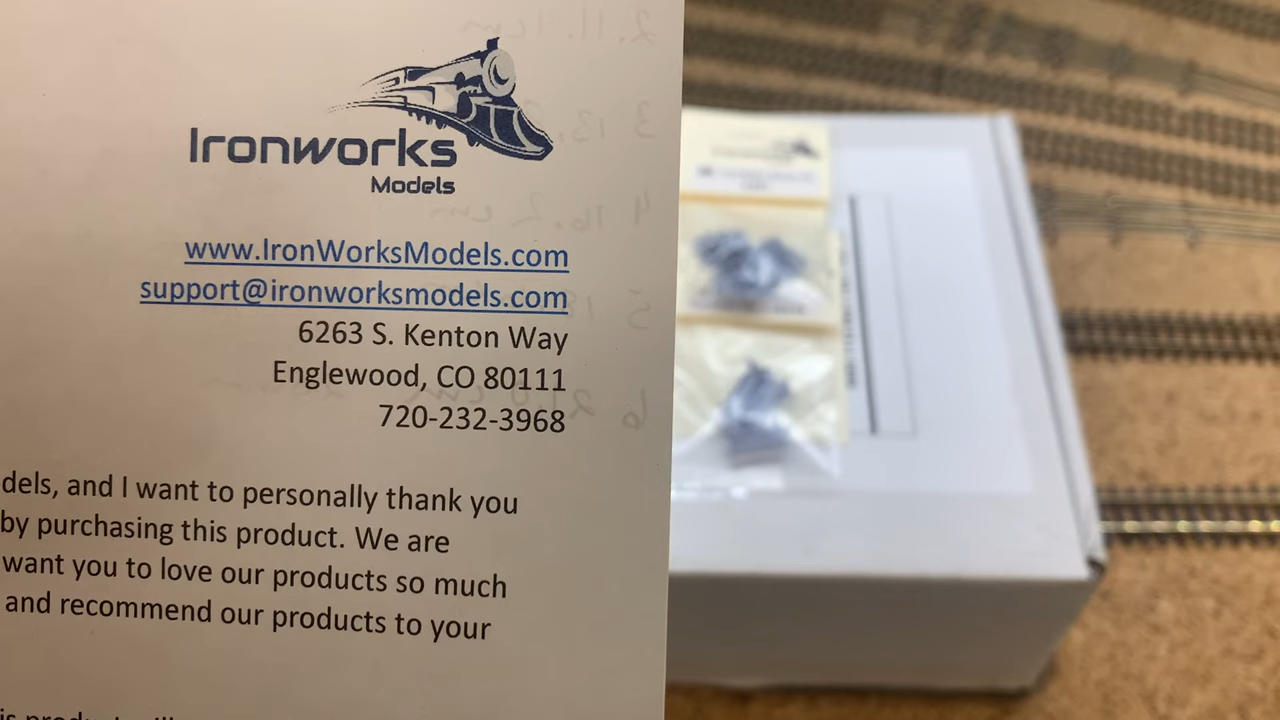 Ironworks
Models
www.IronWorksModels.com
support@ironworksmodels.com
6263 S. Kenton Way
Englewood, CO 80111
720-232-3968
dels, and I want to personally thank you
by purchasing this product. We are
want you to love our products so much
and recommend our products to your
Ironworks